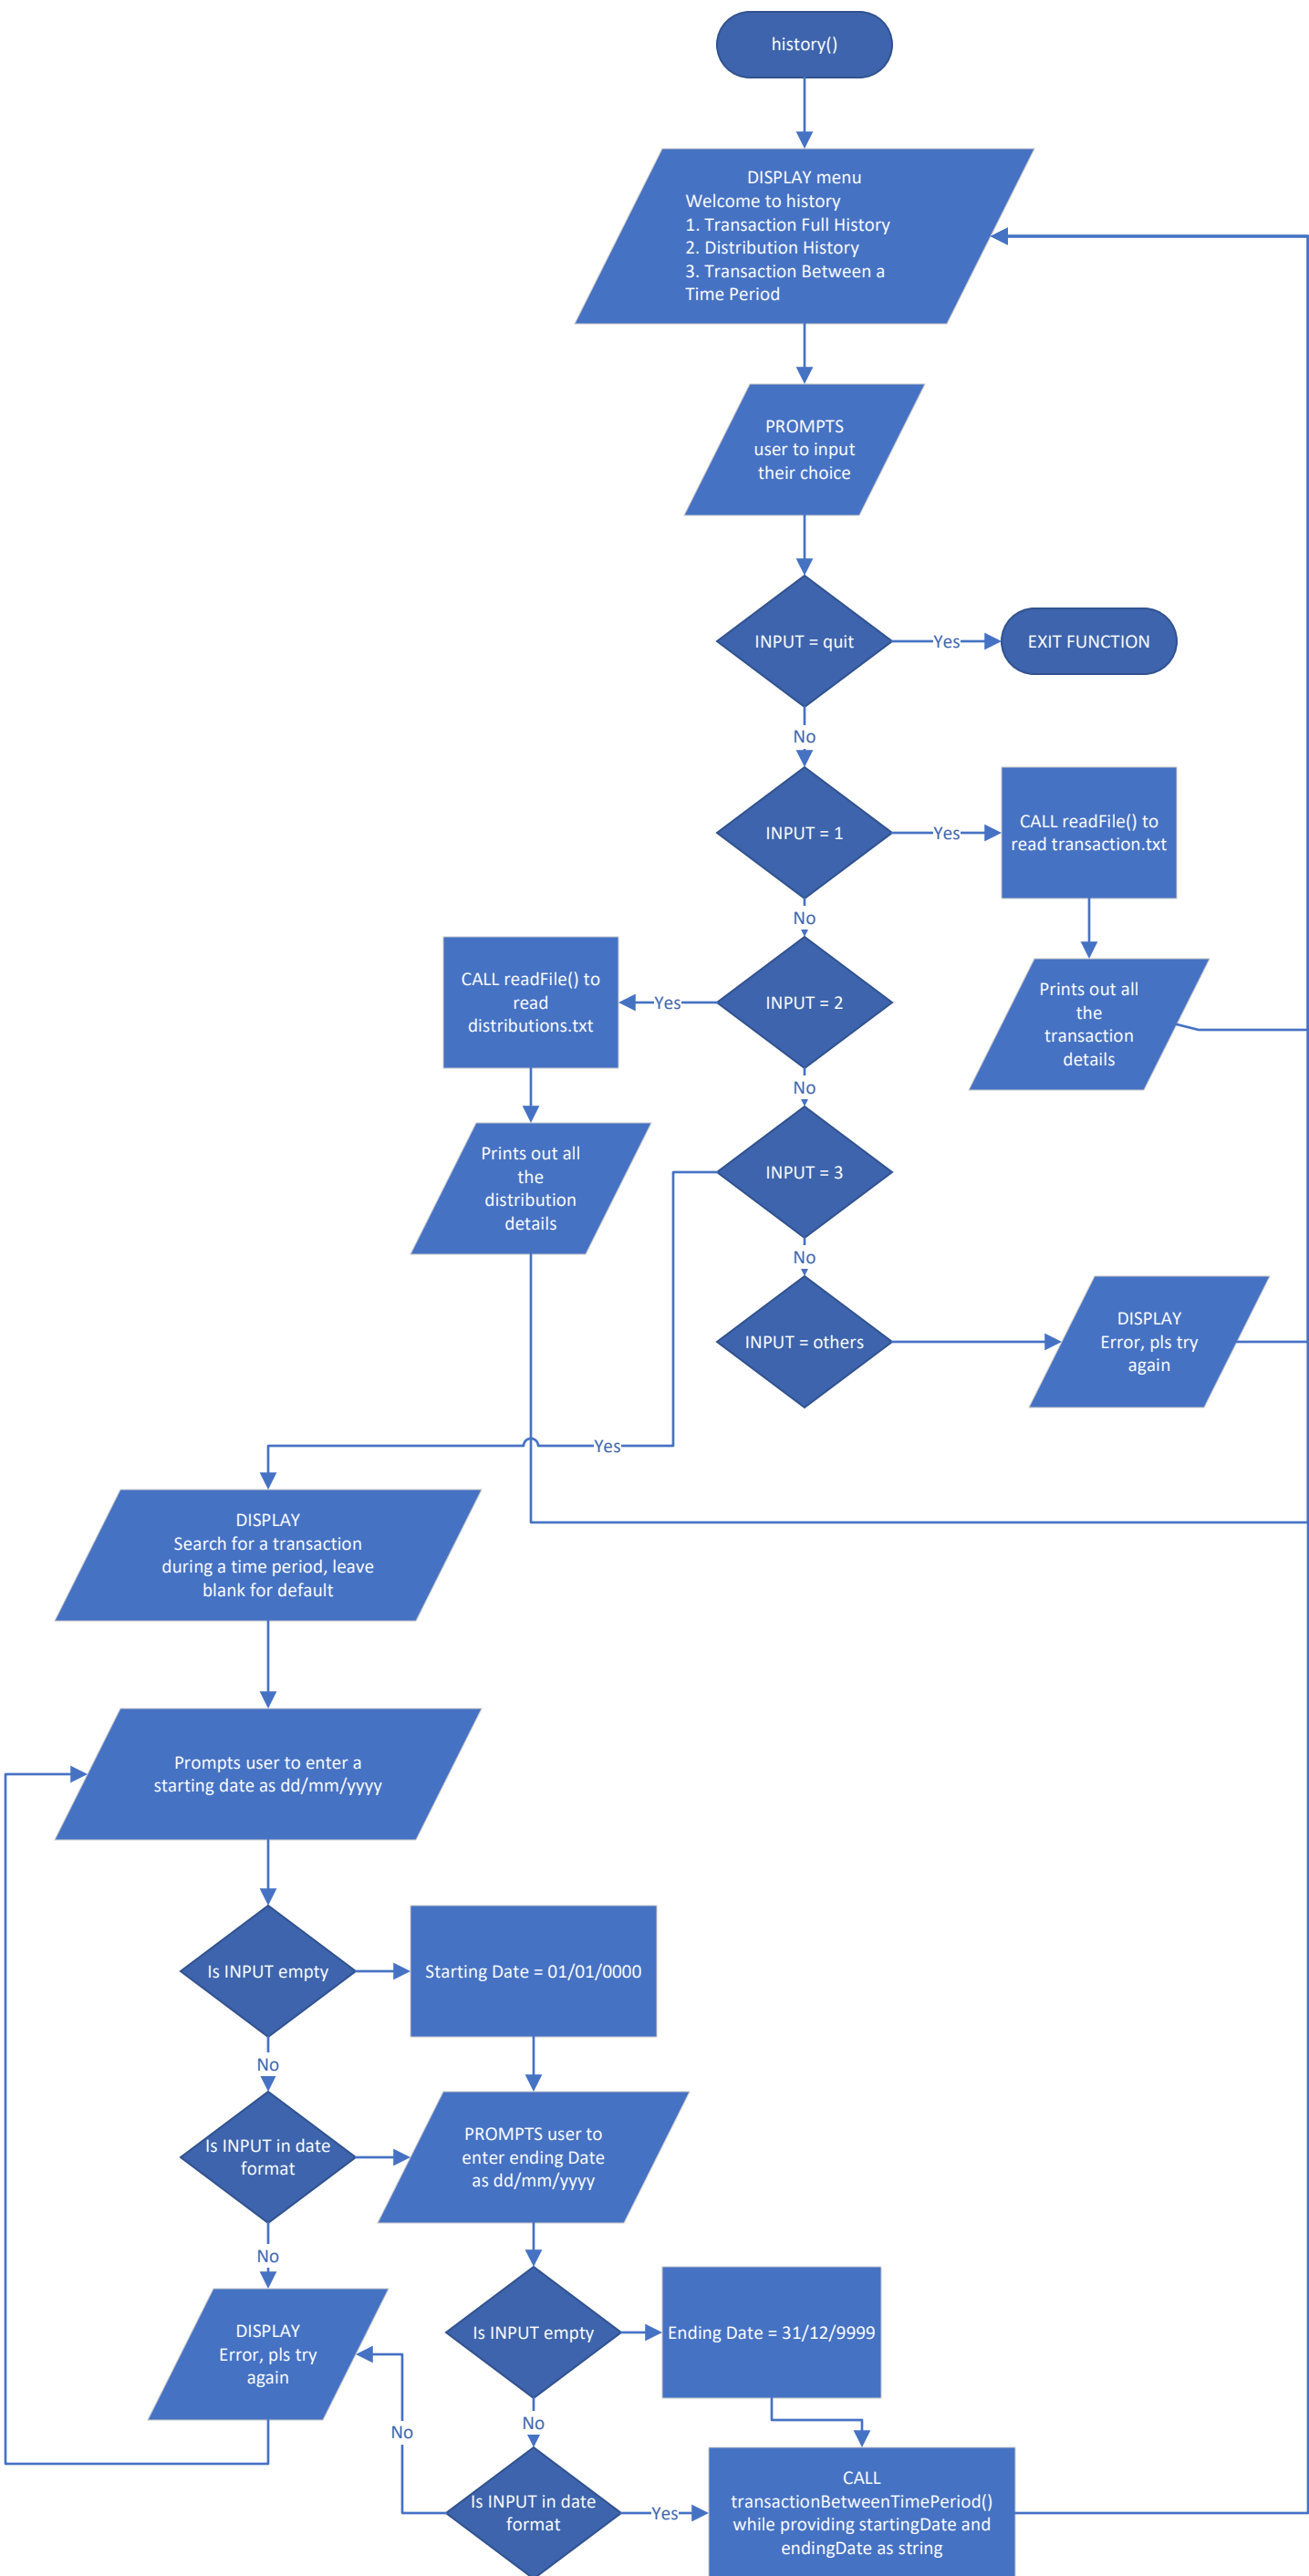 history()
DISPLAY menu
Welcome to history
1. Transaction Full History
2. Distribution History
3. Transaction Between a
Time Period
PROMPTS
user to input
their choice
INPUT = quit
Yes
EXIT FUNCTION
No
INPUT = 1
Yes
CALL readFile() to
read transaction.txt
No
CALL readFile() to
read
distributions.txt
Yes
INPUT = 2
Prints out all
the
transaction
details
No
Prints out all
the
distribution
details
INPUT = 3
No
INPUT = others
DISPLAY
Error, pls try
again
Yes
DISPLAY
Search for a transaction
during a time period, leave
blank for default
Prompts user to enter a
starting date as dd/mm/yyyy
Is INPUT empty
Starting Date = 01/01/0000
No
Is INPUT in date
format
PROMPTS user to
enter ending Date
as dd/mm/yyyy
No
DISPLAY
Error, pls try
again
Is INPUT empty
Ending Date = 31/12/9999
No
No
Is INPUT in date
format
Yes
CALL
transactionBetweenTimePeriod()
while providing startingDate and
endingDate as string